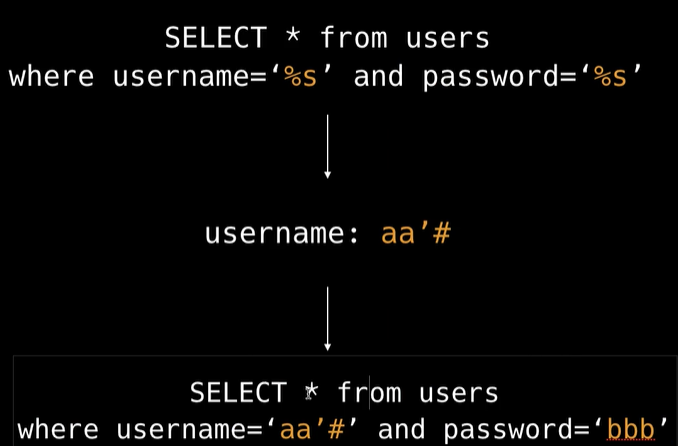 SELECT * from users
where username=‘%s’ and password=‘%s’
username: aa’#
SELECT * from users
where username=‘aa’#’ and password=‘bbb’